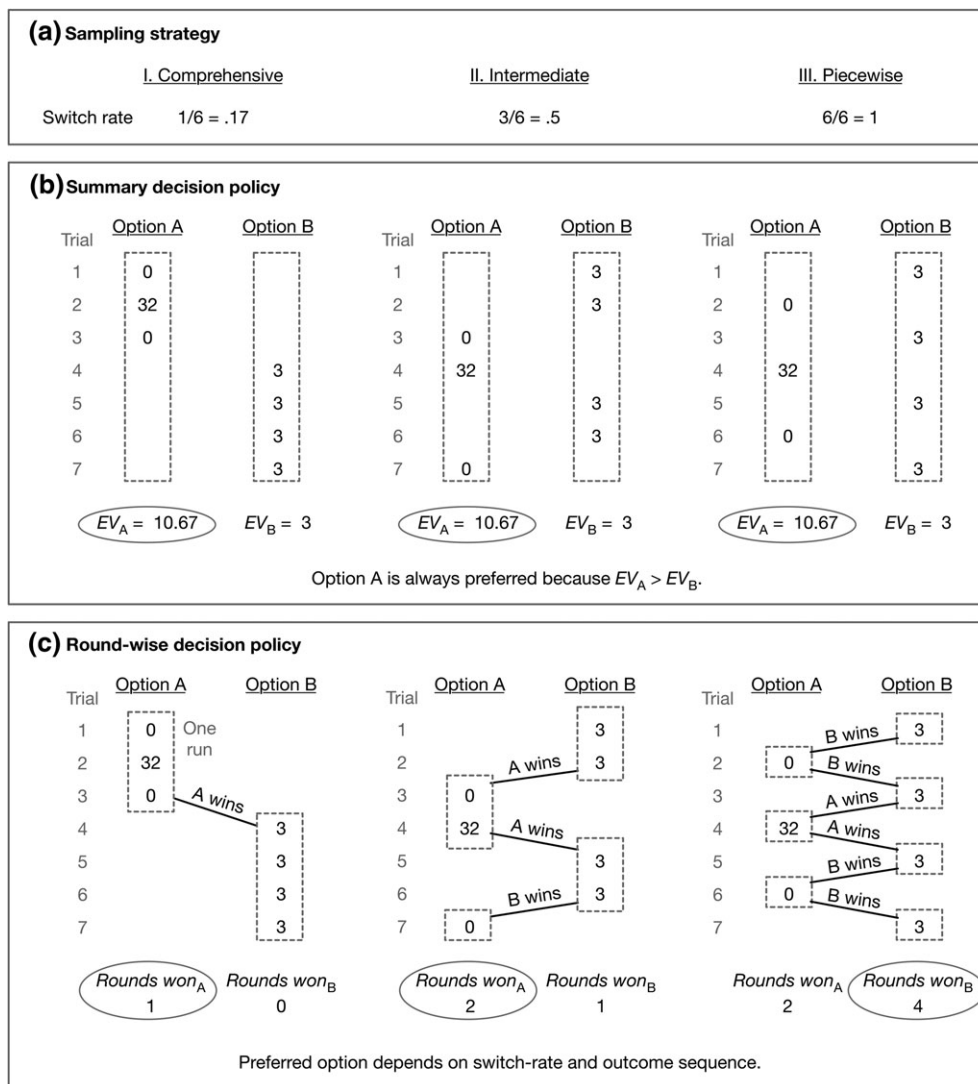 (a) Sampling strategy
I. Comprehensive II. Intermediate III. Piecewise
Switch rate 1/6 = .17 3/6 = .5 6/6 = 1
(b) Summary decision policy
Trial Option A Option B Trial Option A Option B Trial Option A Option B
1 0 1 3 1 3
2 32 2 3 2 0
3 0 3 0 3 3
4 3 4 32 4 32
5 3 5 3 5 3
6 3 6 3 6 0
7 3 7 0 7 3
EVA = 10.67 EVB = 3 EVA = 10.67 EVB = 3 EVA = 10.67 EVB = 3
Option A is always preferred because EVA > EVB.
(c) Round-wise decision policy
Trial Option A Option B Trial Option A Option B Trial Option A Option B
1 0 One 1 3 1 B wins 3
2 32 run 2 A wins 3 2 0 B wins
3 0 A wins 3 0 3 A wins 3
4 3 4 32 A wins 4 32 A wins
5 3 5 3 5 B wins 3
6 3 6 B wins 3 6 0 B wins
7 3 7 0 7 3
Rounds wonA Rounds wonB Rounds wonA Rounds wonB Rounds wonA Rounds wonB
1 0 2 1 2 4
Preferred option depends on switch-rate and outcome sequence.